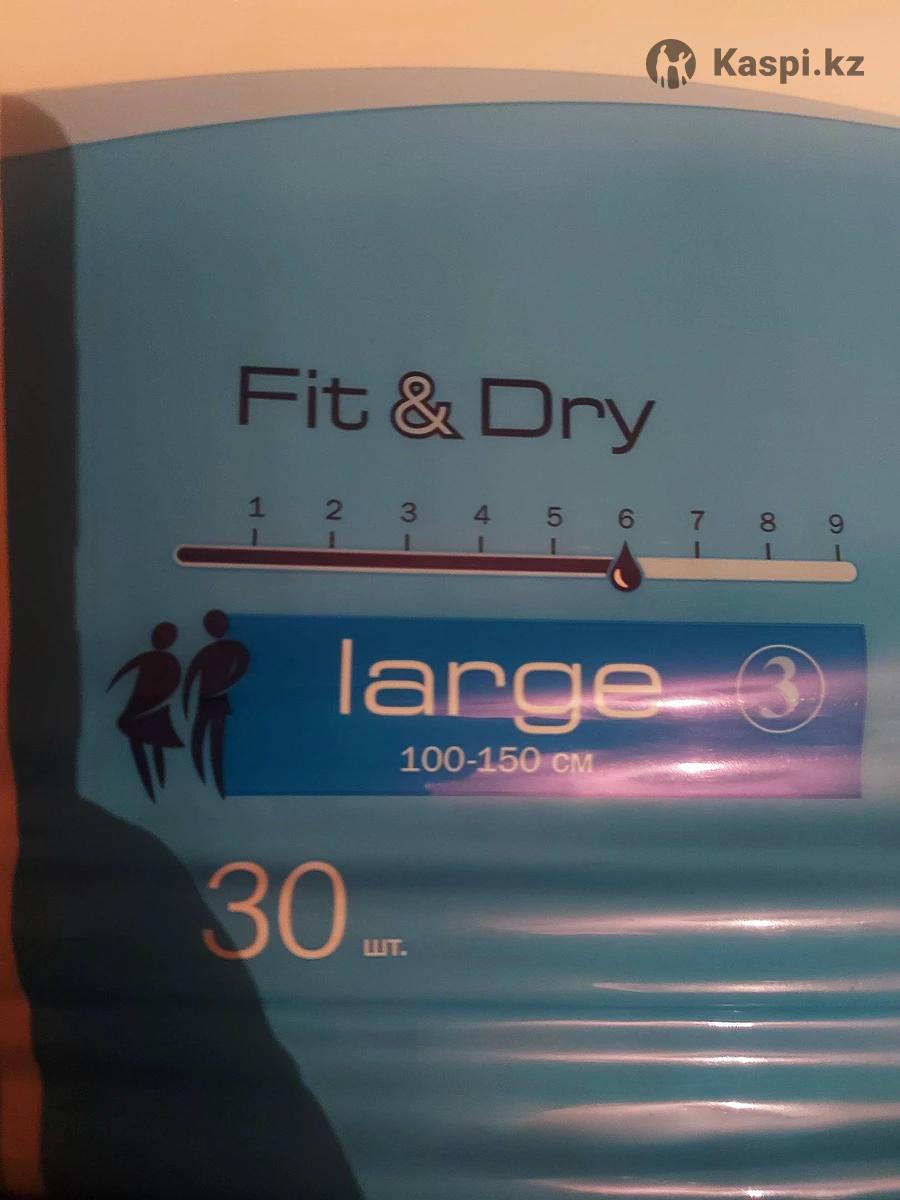 Kaspi.kz
Fit & Dry
1 2 3 4 5 6 7 8 9
large 3
100-150 см
30 шт.